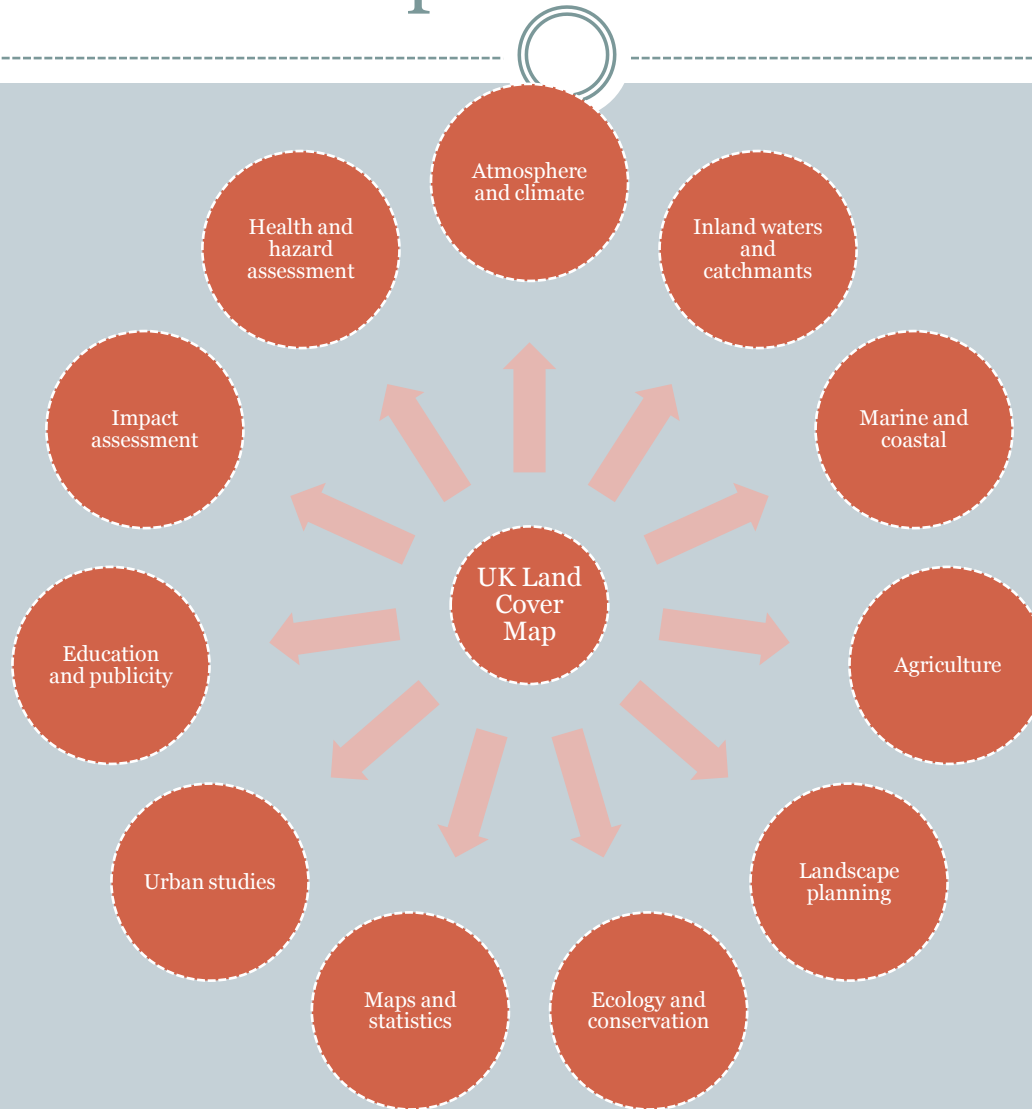 Atmosphere
and climate
Inland waters
and
catchmants
Marine and
coastal
Agriculture
Landscape
planning
Ecology and
conservation
Maps and
statistics
Urban studies
Education
and publicity
Impact
assessment
Health and
hazard
assessment
UK Land
Cover
Map